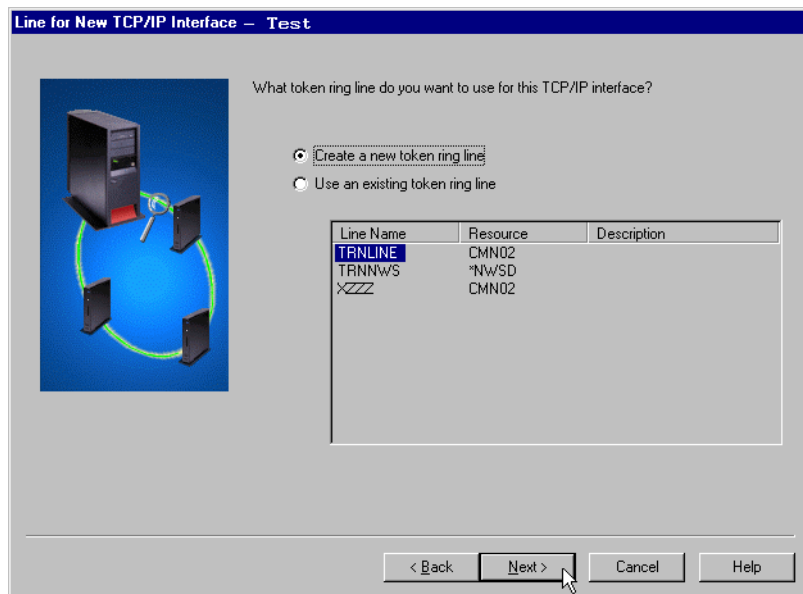 Line for New TCP/IP Interface – Test
What token ring line do you want to use for this TCP/IP interface?
Create a new token ring line
Use an existing token ring line
Line Name Resource Description
TRNLINE CMN02
TRNNWS *NWSD
XZZZ CMN02
< Back Next > Cancel Help